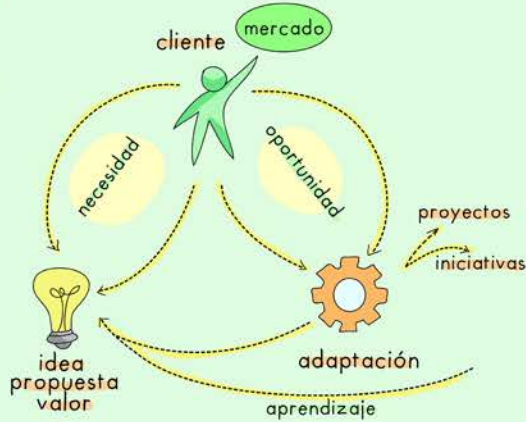 mercado
cliente
necesidad
oportunidad
proyectos
iniciativas
idea
propuesta
valor
adaptación
aprendizaje